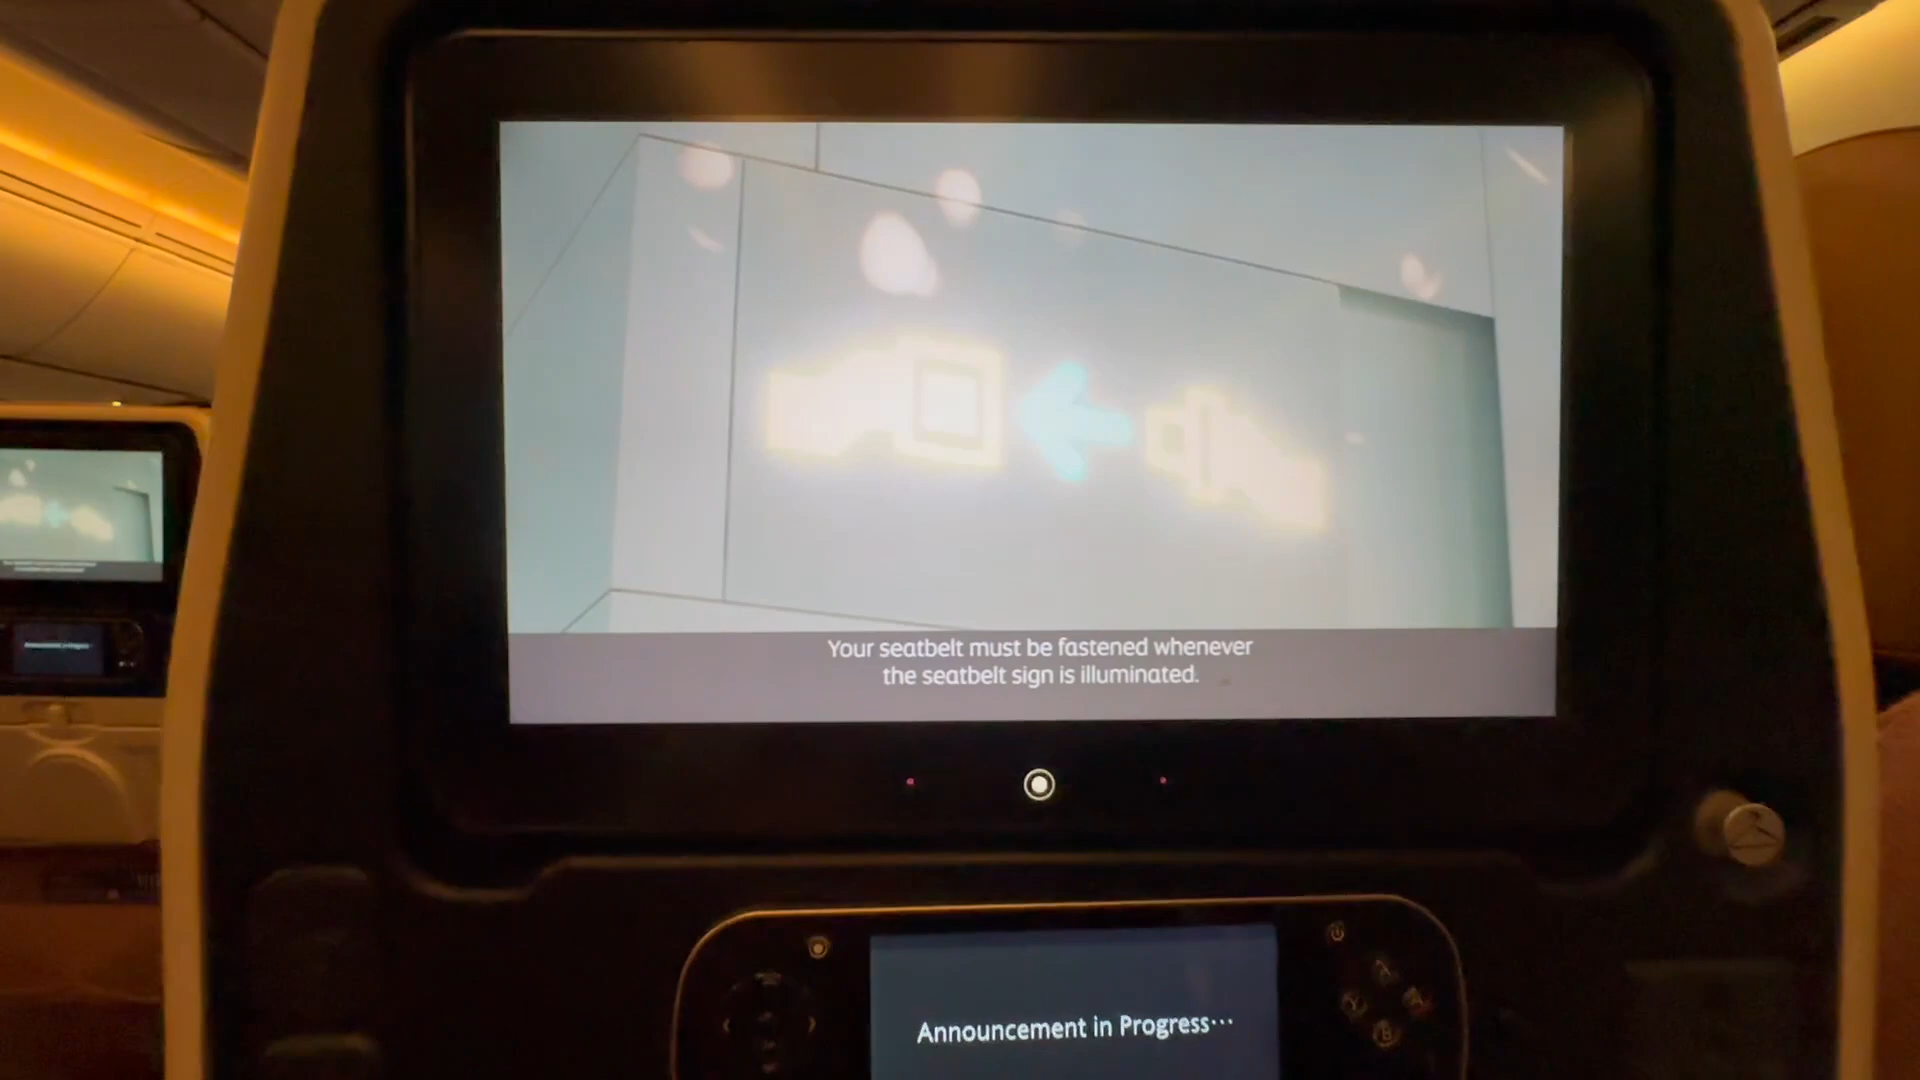 Your seatbelt must be fastened whenever
the seatbelt sign is illuminated.
Announcement in Progress···